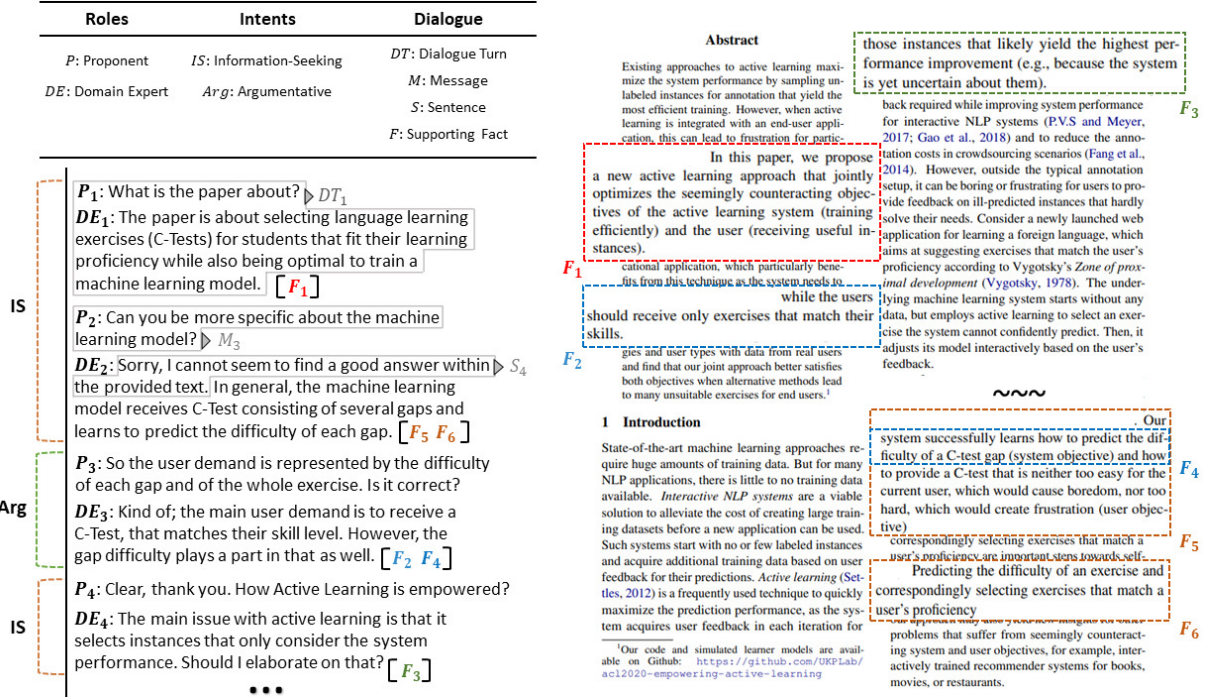 Roles Intents Dialogue
P: Proponent
DE: Domain Expert
IS: Information-Seeking
Arg: Argumentative
DT: Dialogue Turn
M: Message
S: Sentence
F: Supporting Fact
IS
P1: What is the paper about? DT1
DE1: The paper is about selecting language learning
exercises (C-Tests) for students that fit their learning
proficiency while also being optimal to train a
machine learning model. [F1]
P2: Can you be more specific about the machine
learning model? M3
DE2: Sorry, I cannot seem to find a good answer within S4
the provided text. In general, the machine learning
model receives C-Test consisting of several gaps and
learns to predict the difficulty of each gap. [F5 F6]
Arg
P3: So the user demand is represented by the difficulty
of each gap and of the whole exercise. Is it correct?
DE3: Kind of; the main user demand is to receive a
C-Test, that matches their skill level. However, the
gap difficulty plays a part in that as well. [F2 F4]
IS
P4: Clear, thank you. How Active Learning is empowered?
DE4: The main issue with active learning is that it
selects instances that only consider the system
performance. Should I elaborate on that? [F3]
•••
Abstract
Existing approaches to active learning maxi-
mize the system performance by sampling un-
labeled instances for annotation that yield the
most efficient training. However, when active
learning is integrated with an end-user appli-
cation, this can lead to frustration for partic-
In this paper, we propose
a new active learning approach that jointly
optimizes the seemingly counteracting objec-
tives of the active learning system (training
efficiently) and the user (receiving useful in-
stances).
F1
cational application, which particularly bene-
fits from this technique as the system needs to
while the users
should receive only exercises that match their
skills.
F2
gies and user types with data from real users
and find that our joint approach better satisfies
both objectives when alternative methods lead
to many unsuitable exercises for end users.1
1 Introduction
State-of-the-art machine learning approaches re-
quire huge amounts of training data. But for many
NLP applications, there is little to no training data
available. Interactive NLP systems are a viable
solution to alleviate the cost of creating large train-
ing datasets before a new application can be used.
Such systems start with no or few labeled instances
and acquire additional training data based on user
feedback for their predictions. Active learning (Set-
tles, 2012) is a frequently used technique to quickly
maximize the prediction performance, as the sys-
tem acquires user feedback in each iteration for
1Our code and simulated learner models are avail-
able on Github: https://github.com/UKPLab/
acl2020-empowering-active-learning
those instances that likely yield the highest per-
formance improvement (e.g., because the system
is yet uncertain about them).
F3
back required while improving system performance
for interactive NLP systems (P.V.S and Meyer,
2017; Gao et al., 2018) and to reduce the anno-
tation costs in crowdsourcing scenarios (Fang et al.,
2014). However, outside the typical annotation
setup, it can be boring or frustrating for users to pro-
vide feedback on ill-predicted instances that hardly
solve their needs. Consider a newly launched web
application for learning a foreign language, which
aims at suggesting exercises that match the user's
proficiency according to Vygotsky's Zone of prox-
imal development (Vygotsky, 1978). The under-
lying machine learning system starts without any
data, but employs active learning to select an exer-
cise the system cannot confidently predict. Then, it
adjusts its model interactively based on the user's
feedback.
~~~
. Our
system successfully learns how to predict the dif-
ficulty of a C-test gap (system objective) and how
F4
to provide a C-test that is neither too easy for the
current user, which would cause boredom, nor too
hard, which would create frustration (user objec-
tive)
F5
correspondingly selecting exercises that match a
user's proficiency are important steps towards self-
Predicting the difficulty of an exercise and
correspondingly selecting exercises that match a
user's proficiency
F6
problems that suffer from seemingly counteract-
ing system and user objectives, for example, inter-
actively trained recommender systems for books,
movies, or restaurants.